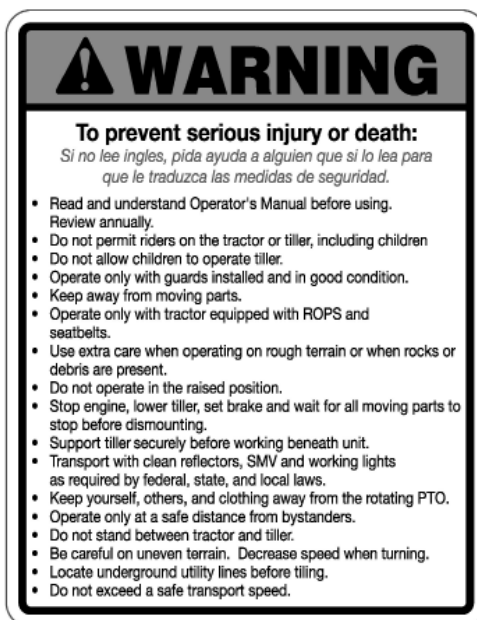 WARNING
To prevent serious injury or death:
Si no lee ingles, pida ayuda a alguien que si lo lea para
que le traduzca las medidas de seguridad.
• Read and understand Operator's Manual before using.
Review annually.
• Do not permit riders on the tractor or tiller, including children
• Do not allow children to operate tiller.
• Operate only with guards installed and in good condition.
• Keep away from moving parts.
• Operate only with tractor equipped with ROPS and
seatbelts.
• Use extra care when operating on rough terrain or when rocks or
debris are present.
• Do not operate in the raised position.
• Stop engine, lower tiller, set brake and wait for all moving parts to
stop before dismounting.
• Support tiller securely before working beneath unit.
• Transport with clean reflectors, SMV and working lights
as required by federal, state, and local laws.
• Keep yourself, others, and clothing away from the rotating PTO.
• Operate only at a safe distance from bystanders.
• Do not stand between tractor and tiller.
• Be careful on uneven terrain.  Decrease speed when turning.
• Locate underground utility lines before tiling.
• Do not exceed a safe transport speed.